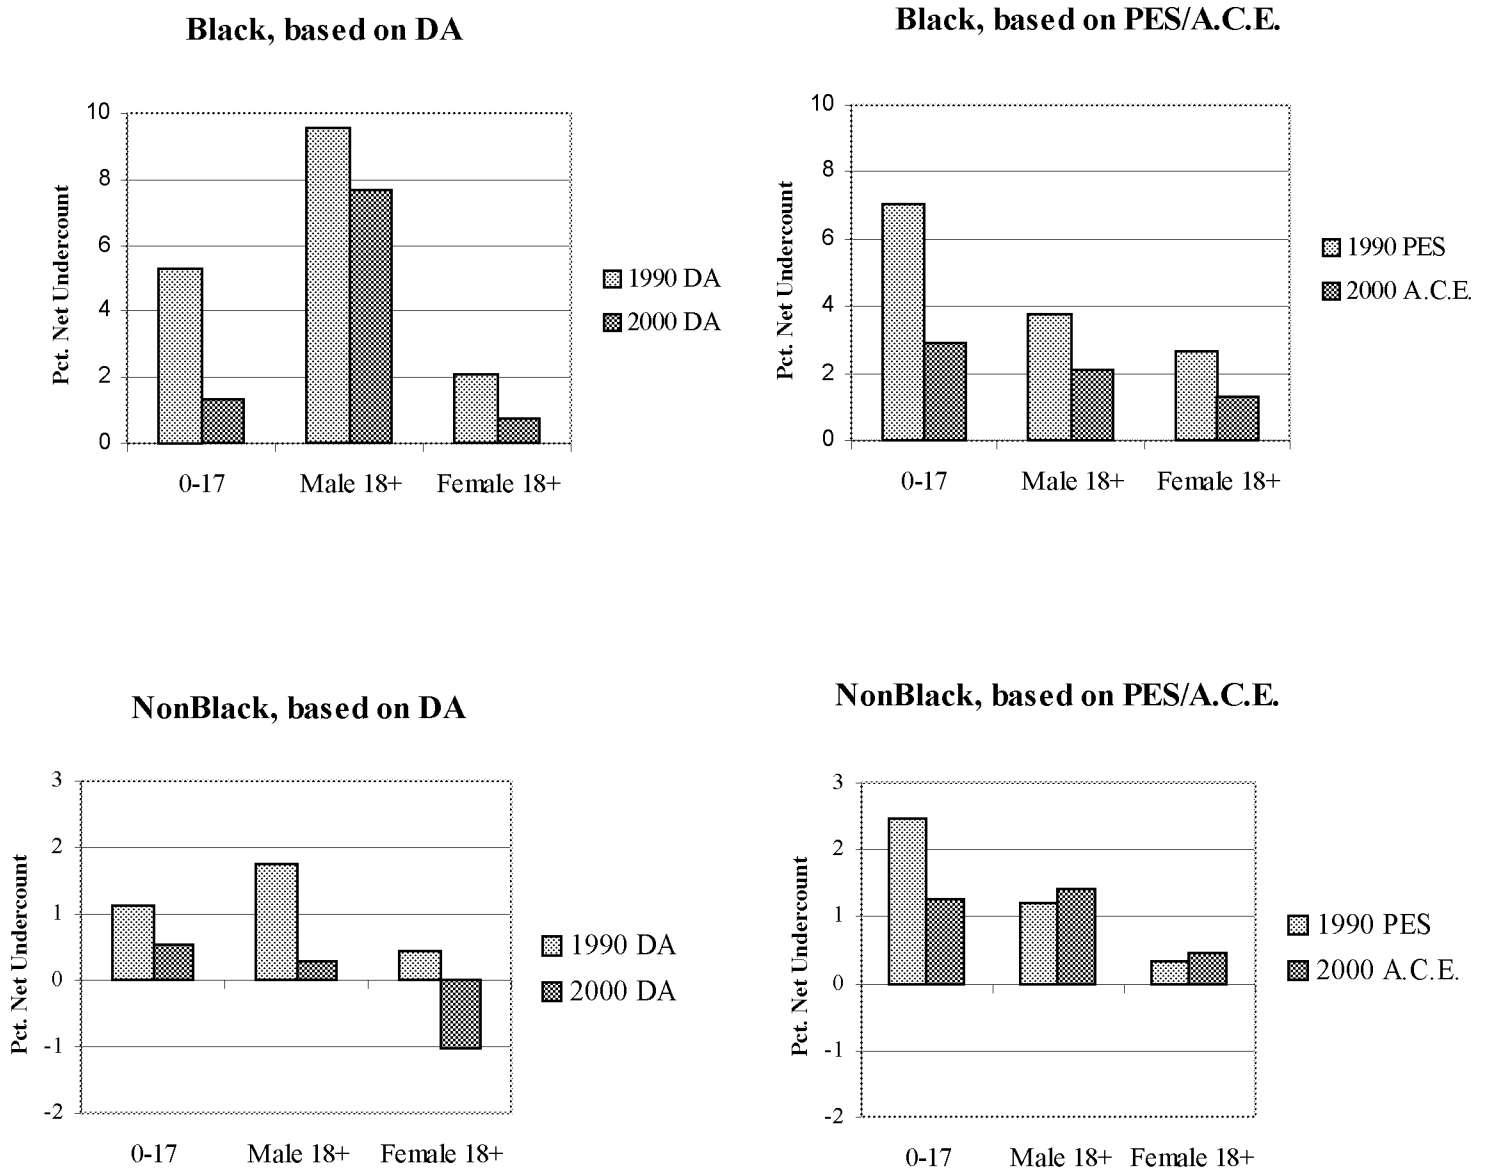 Black, based on DA
Pct. Net Undercount
10
8
6
4
2
0
0-17 Male 18+ Female 18+
1990 DA
2000 DA
Black, based on PES/A.C.E.
Pct. Net Undercount
10
8
6
4
2
0
0-17 Male 18+ Female 18+
1990 PES
2000 A.C.E.
NonBlack, based on DA
Pct. Net Undercount
3
2
1
0
-1
-2
0-17 Male 18+ Female 18+
1990 DA
2000 DA
NonBlack, based on PES/A.C.E.
Pct. Net Undercount
3
2
1
0
-1
-2
0-17 Male 18+ Female 18+
1990 PES
2000 A.C.E.